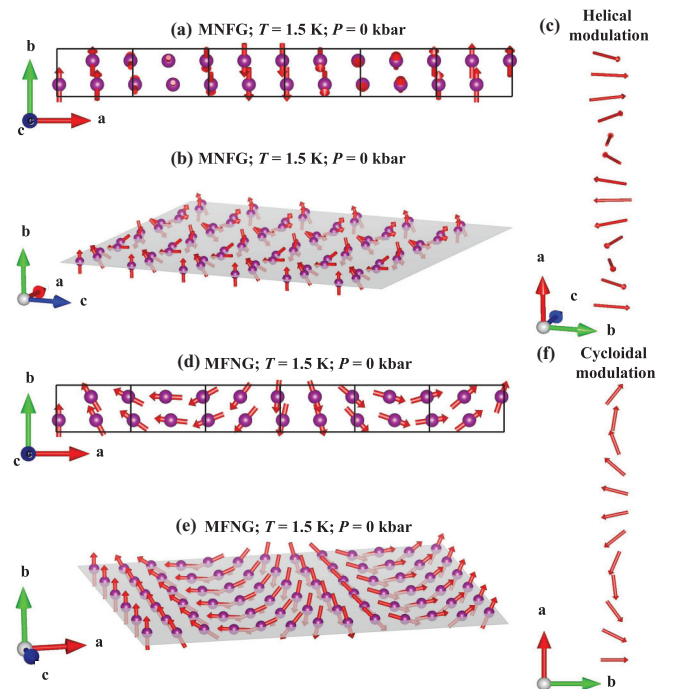 (a) MNFG; T = 1.5 K; P = 0 kbar
b
c
a
(b) MNFG; T = 1.5 K; P = 0 kbar
b
a
c
(c) Helical
modulation
a
c
b
(d) MFNG; T = 1.5 K; P = 0 kbar
b
c
a
(e) MFNG; T = 1.5 K; P = 0 kbar
b
a
c
(f) Cycloidal
modulation
a
b